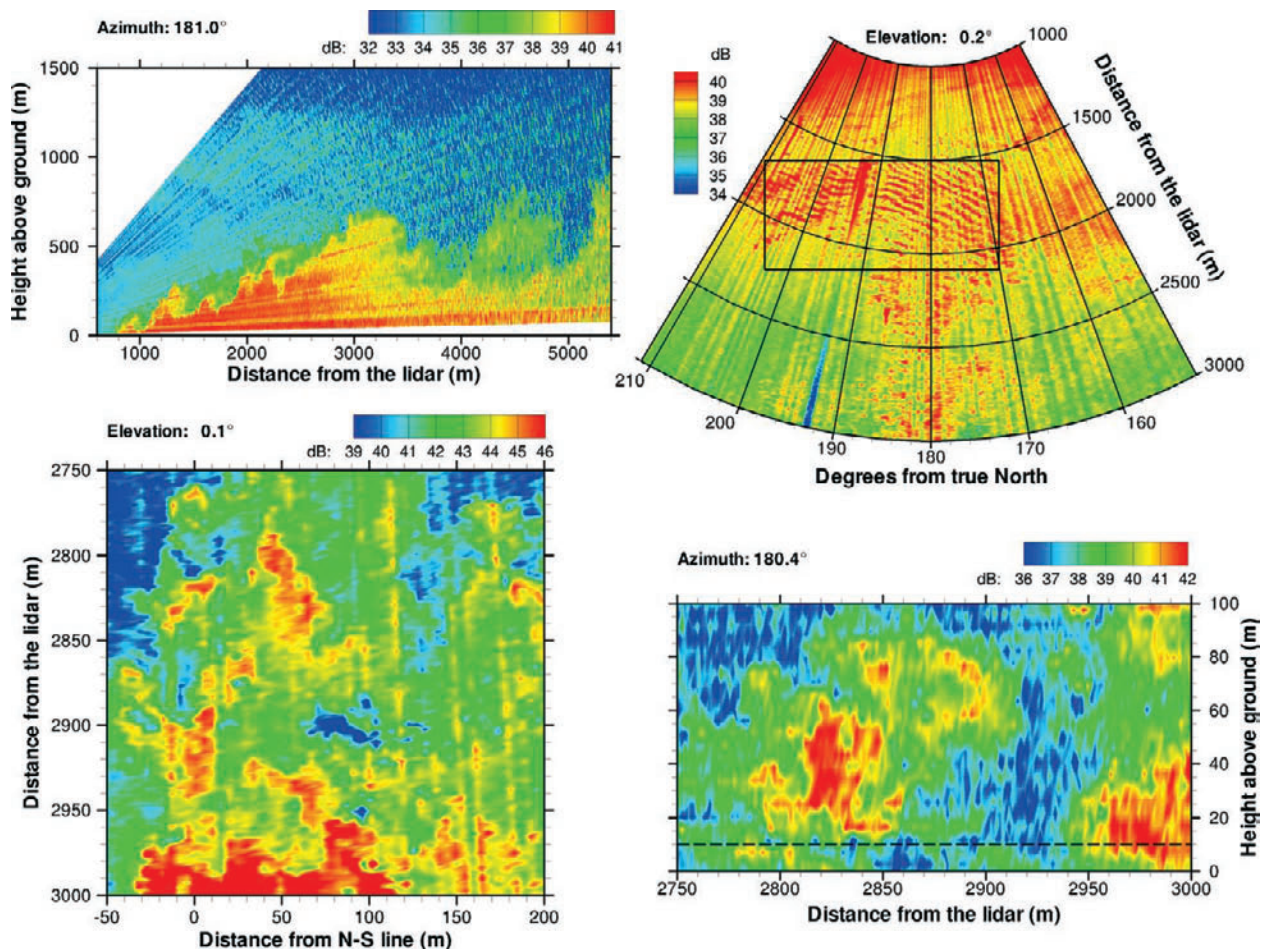 Azimuth: 181.0°
dB: 32 33 34 35 36 37 38 39 40 41
1500
1000
500
0
Height above ground (m)
1000 2000 3000 4000 5000
Distance from the lidar (m)
dB
40
39
38
37
36
35
34
Elevation: 0.2°
1000
1500
2000
2500
3000
Distance from the lidar (m)
210 200 190 180 170 160
Degrees from true North
Elevation: 0.1°
dB: 39 40 41 42 43 44 45 46
2750
2800
2850
2900
2950
3000
Distance from the lidar (m)
-50 0 50 100 150 200
Distance from N-S line (m)
Azimuth: 180.4°
dB: 36 37 38 39 40 41 42
100
80
60
40
20
0
Height above ground (m)
2750 2800 2850 2900 2950 3000
Distance from the lidar (m)